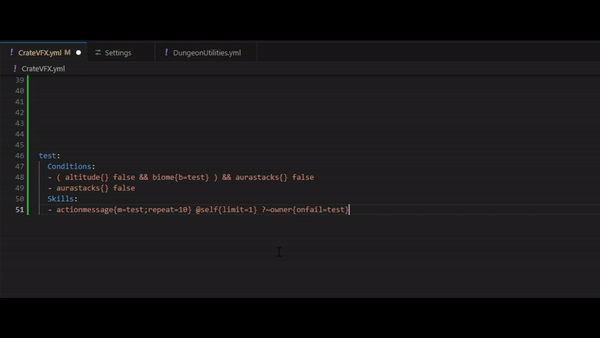 ! CrateVFX.yml M ● Settings ! DungeonUtilities.yml
! CrateVFX.yml
39
40
41
42
43
44
45
46 test:
47 Conditions:
48 - ( altitude{} false && biome{b=test} ) && aurastacks{} false
49 - aurastacks{} false
50 Skills:
51 - actionmessage{m=test;repeat=10} @self{limit=1} ?~owner{onfail=test}